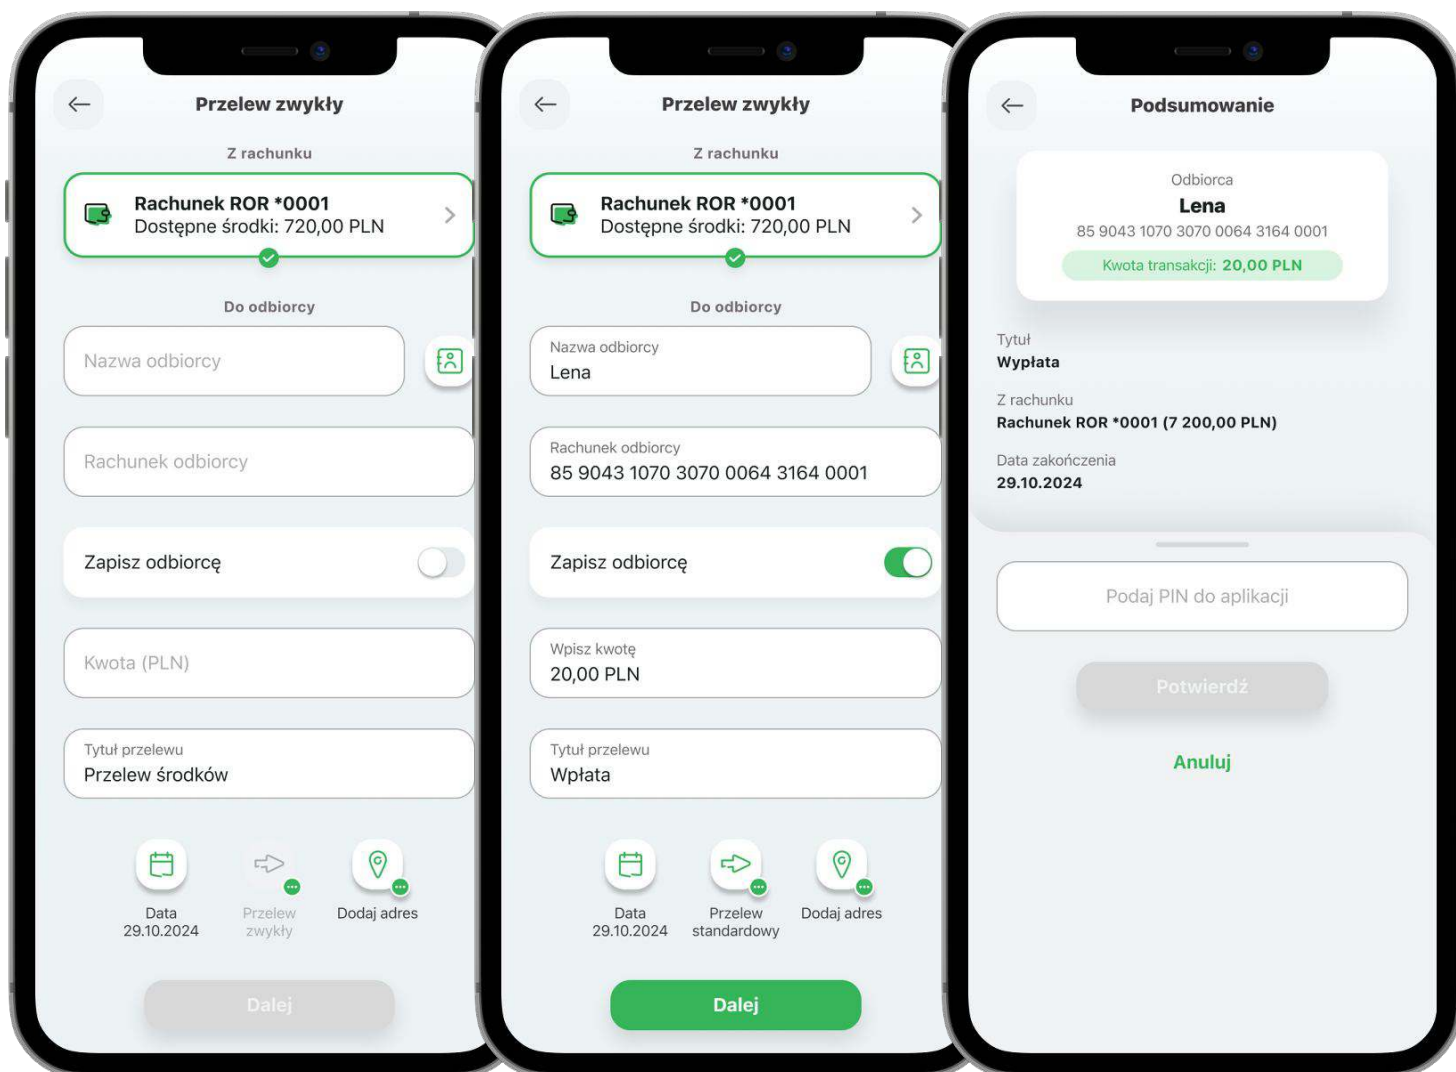 Przelew zwykły
Z rachunku
Rachunek ROR *0001
Dostępne środki: 720,00 PLN
Do odbiorcy
Nazwa odbiorcy
Rachunek odbiorcy
Zapisz odbiorcę
Kwota (PLN)
Tytuł przelewu
Przelew środków
Data
29.10.2024
Przelew
zwykły
Dodaj adres
Dalej
Przelew zwykły
Z rachunku
Rachunek ROR *0001
Dostępne środki: 720,00 PLN
Do odbiorcy
Nazwa odbiorcy
Lena
Rachunek odbiorcy
85 9043 1070 3070 0064 3164 0001
Zapisz odbiorcę
Wpisz kwotę
20,00 PLN
Tytuł przelewu
Wpłata
Data
29.10.2024
Przelew
standardowy
Dodaj adres
Dalej
Podsumowanie
Odbiorca
Lena
85 9043 1070 3070 0064 3164 0001
Kwota transakcji: 20,00 PLN
Tytuł
Wypłata
Z rachunku
Rachunek ROR *0001 (7 200,00 PLN)
Data zakończenia
29.10.2024
Podaj PIN do aplikacji
Potwierdź
Anuluj